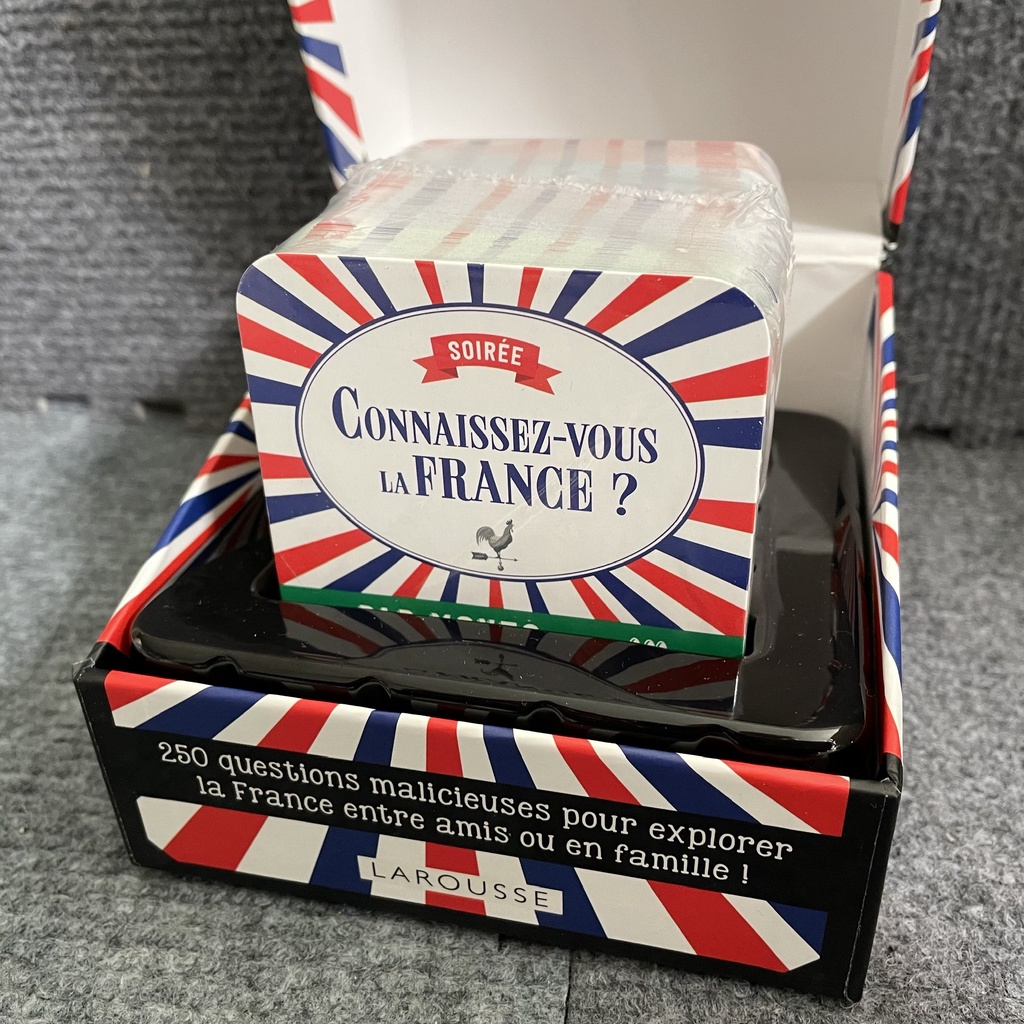 SOIRÉE
CONNAISSEZ-VOUS
LA FRANCE ?
250 questions malicieuses pour explorer
la France entre amis ou en famille !
LAROUSSE